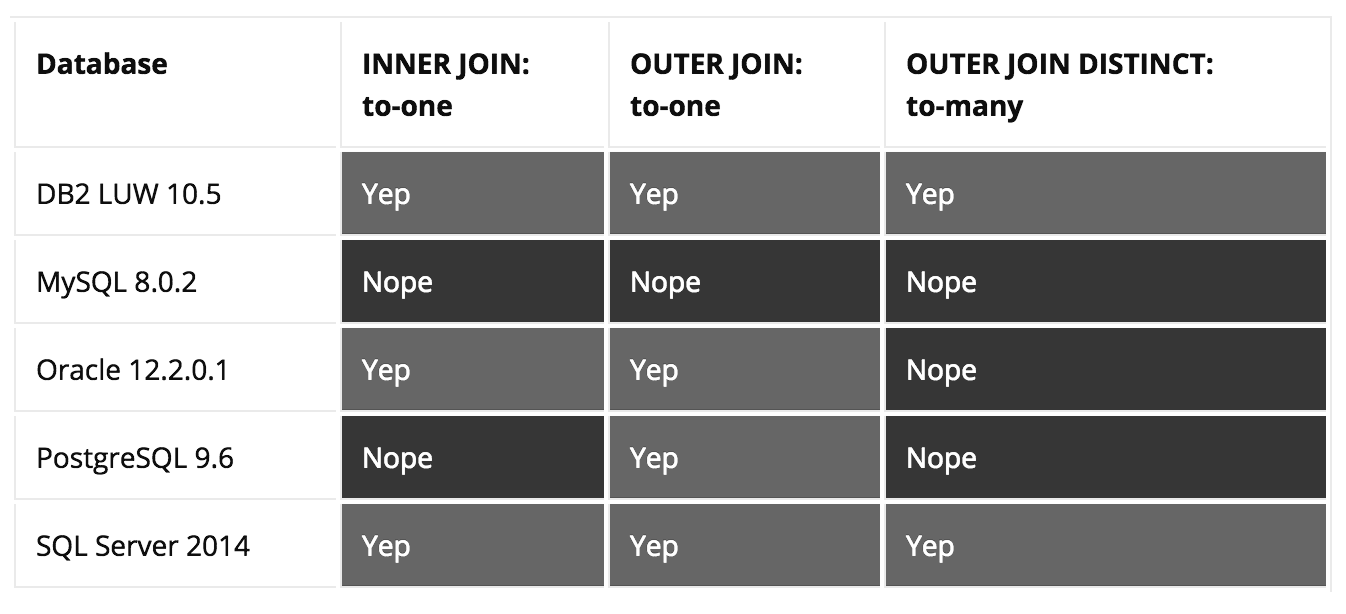 Database INNER JOIN: OUTER JOIN: OUTER JOIN DISTINCT:
to-one to-one to-many
DB2 LUW 10.5 Yep Yep Yep
MySQL 8.0.2 Nope Nope Nope
Oracle 12.2.0.1 Yep Yep Nope
PostgreSQL 9.6 Nope Yep Nope
SQL Server 2014 Yep Yep Yep